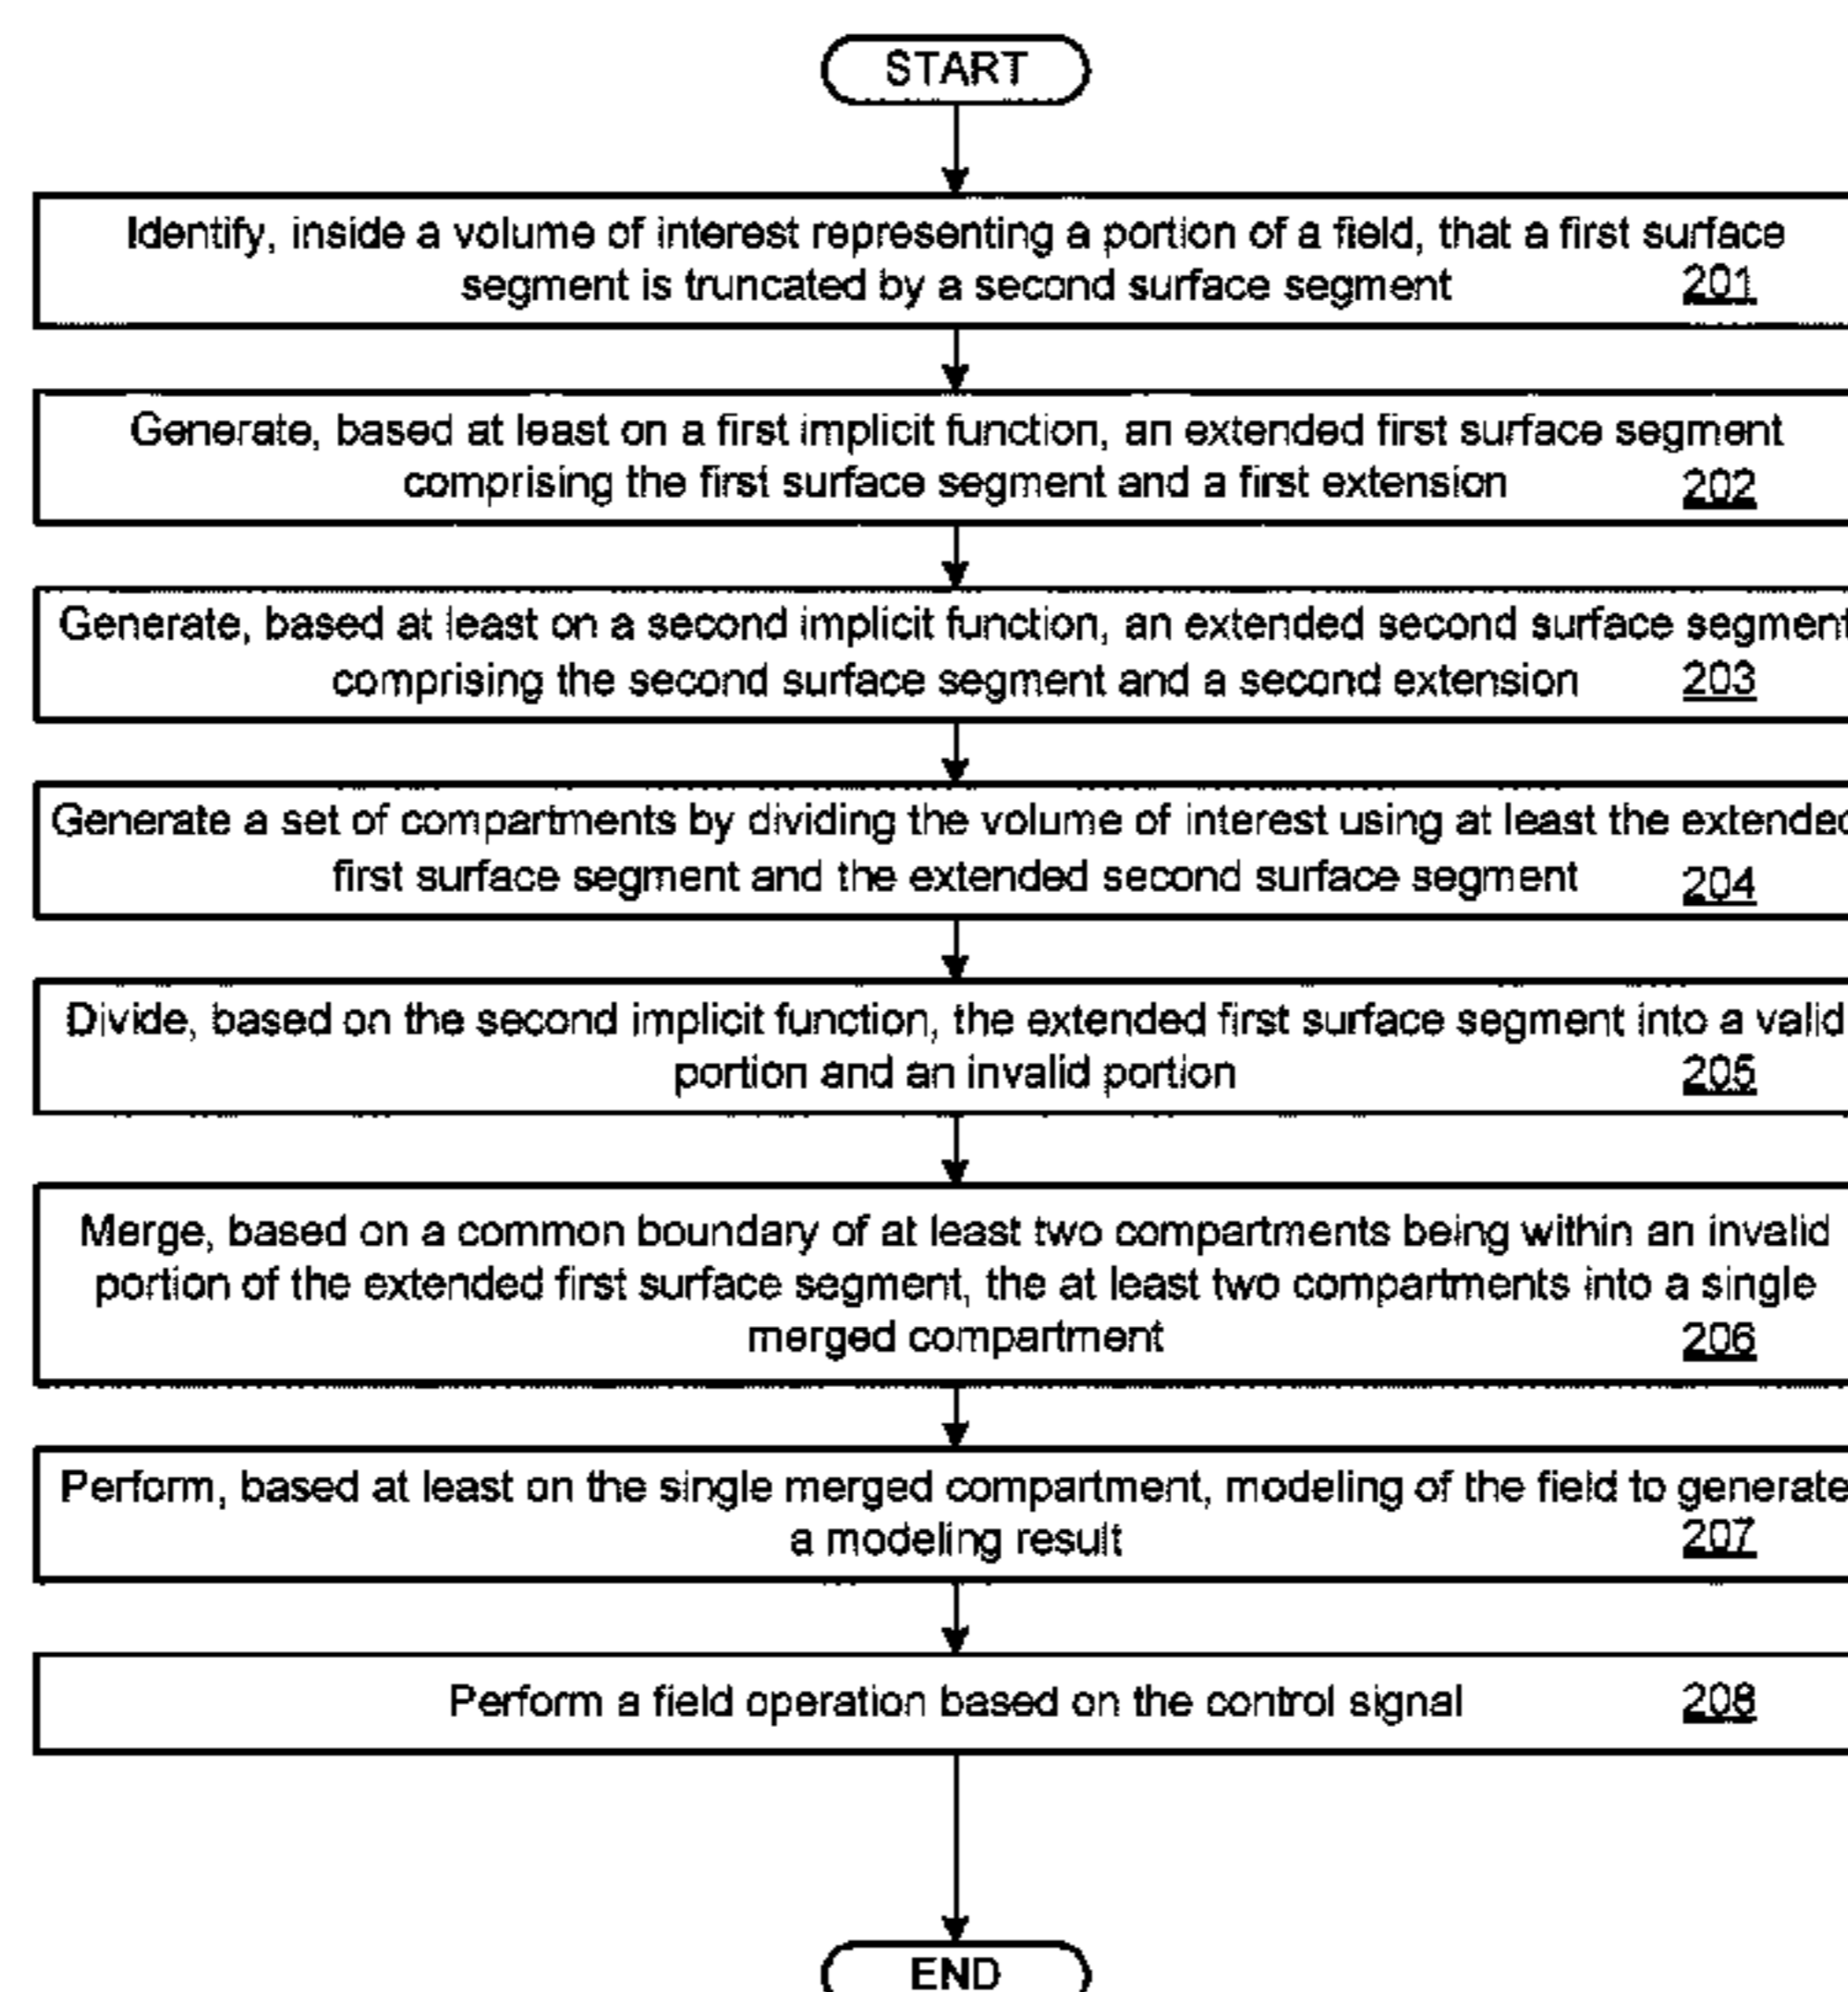 START
Identify, inside a volume of interest representing a portion of a field, that a first surface
segment is truncated by a second surface segment 201
Generate, based at least on a first implicit function, an extended first surface segment
comprising the first surface segment and a first extension 202
Generate, based at least on a second implicit function, an extended second surface segment
comprising the second surface segment and a second extension 203
Generate a set of compartments by dividing the volume of interest using at least the extended
first surface segment and the extended second surface segment 204
Divide, based on the second implicit function, the extended first surface segment into a valid
portion and an invalid portion 205
Merge, based on a common boundary of at least two compartments being within an invalid
portion of the extended first surface segment, the at least two compartments into a single
merged compartment 206
Perform, based at least on the single merged compartment, modeling of the field to generate
a modeling result 207
Perform a field operation based on the control signal 208
END